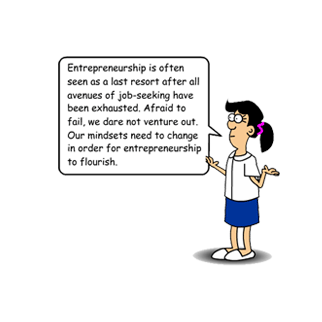 Entrepreneurship is often
seen as a last resort after all
avenues of job-seeking have
been exhausted. Afraid to
fail, we dare not venture out.
Our mindsets need to change
in order for entrepreneurship
to flourish.